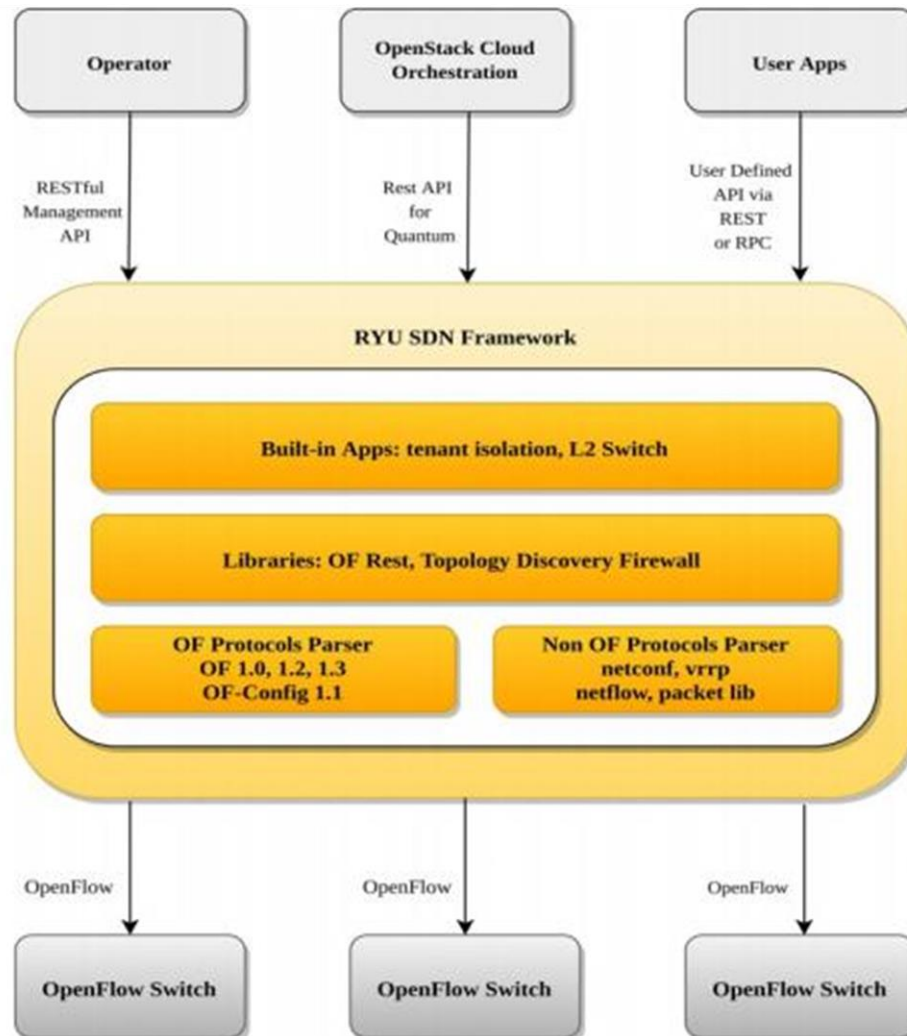 Operator
OpenStack Cloud
Orchestration
User Apps
RESTful
Management
API
Rest API
for
Quantum
User Defined
API via
REST
or RPC
RYU SDN Framework
Built-in Apps: tenant isolation, L2 Switch
Libraries: OF Rest, Topology Discovery Firewall
OF Protocols Parser
OF 1.0, 1.2, 1.3
OF-Config 1.1
Non OF Protocols Parser
netconf, vrrp
netflow, packet lib
OpenFlow
OpenFlow
OpenFlow
OpenFlow Switch
OpenFlow Switch
OpenFlow Switch